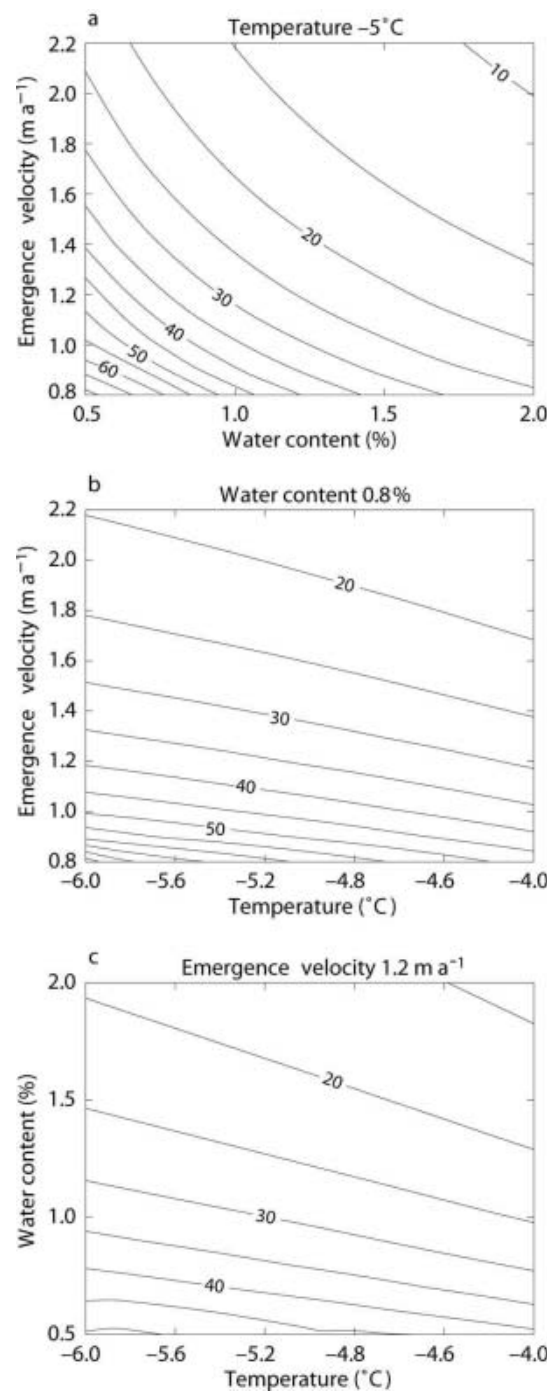 a
Temperature –5˚C
2.2
2.0
1.8
1.6
1.4
1.2
1.0
0.8
Emergence velocity (m a⁻¹)
10
20
30
40
50
60
0.5 1.0 1.5 2.0
Water content (%)
b
Water content 0.8%
2.2
2.0
1.8
1.6
1.4
1.2
1.0
0.8
Emergence velocity (m a⁻¹)
20
30
40
50
–6.0 –5.6 –5.2 –4.8 –4.6 –4.0
Temperature (˚C)
c
Emergence velocity 1.2 m a⁻¹
2.0
1.5
1.0
0.5
Water content (%)
20
30
40
–6.0 –5.6 –5.2 –4.8 –4.6 –4.0
Temperature (˚C)